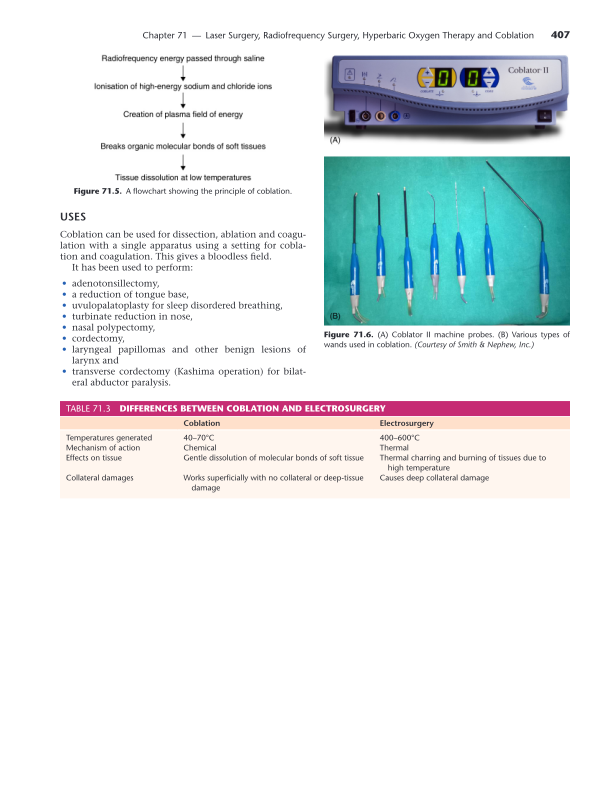 Chapter 71 — Laser Surgery, Radiofrequency Surgery, Hyperbaric Oxygen Therapy and Coblation 407
Radiofrequency energy passed through saline
Ionisation of high-energy sodium and chloride ions
Creation of plasma field of energy
Breaks organic molecular bonds of soft tissues
Tissue dissolution at low temperatures
Figure 71.5. A flowchart showing the principle of coblation.
USES
Coblation can be used for dissection, ablation and coagu-
lation with a single apparatus using a setting for cobla-
tion and coagulation. This gives a bloodless field.
It has been used to perform:
• adenotonsillectomy,
• a reduction of tongue base,
• uvulopalatoplasty for sleep disordered breathing,
• turbinate reduction in nose,
• nasal polypectomy,
• cordectomy,
• laryngeal papillomas and other benign lesions of
larynx and
• transverse cordectomy (Kashima operation) for bilat-
eral abductor paralysis.
Coblator II
0 0
(A)
(B)
Figure 71.6. (A) Coblator II machine probes. (B) Various types of
wands used in coblation. (Courtesy of Smith & Nephew, Inc.)
TABLE 71.3 DIFFERENCES BETWEEN COBLATION AND ELECTROSURGERY
Coblation Electrosurgery
Temperatures generated 40–70°C 400–600°C
Mechanism of action Chemical Thermal
Effects on tissue Gentle dissolution of molecular bonds of soft tissue Thermal charring and burning of tissues due to
high temperature
Collateral damages Works superficially with no collateral or deep-tissue Causes deep collateral damage
damage